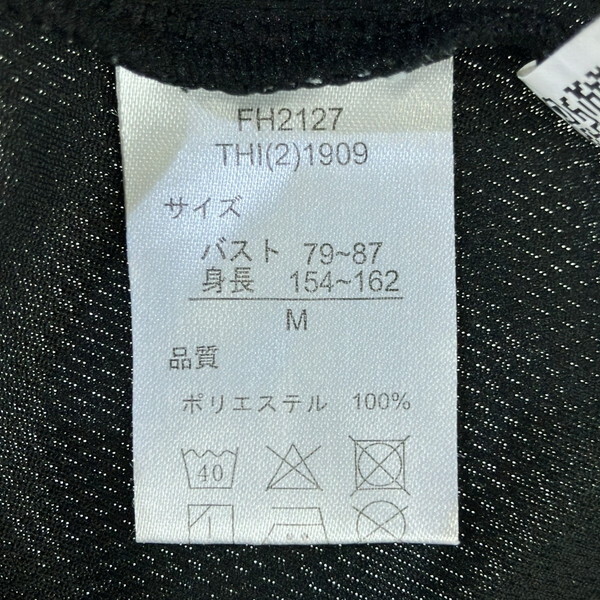 FH2127
THI(2)1909
サイズ
バスト 79~87
身長 154~162
M
品質
ポリエステル 100%
40